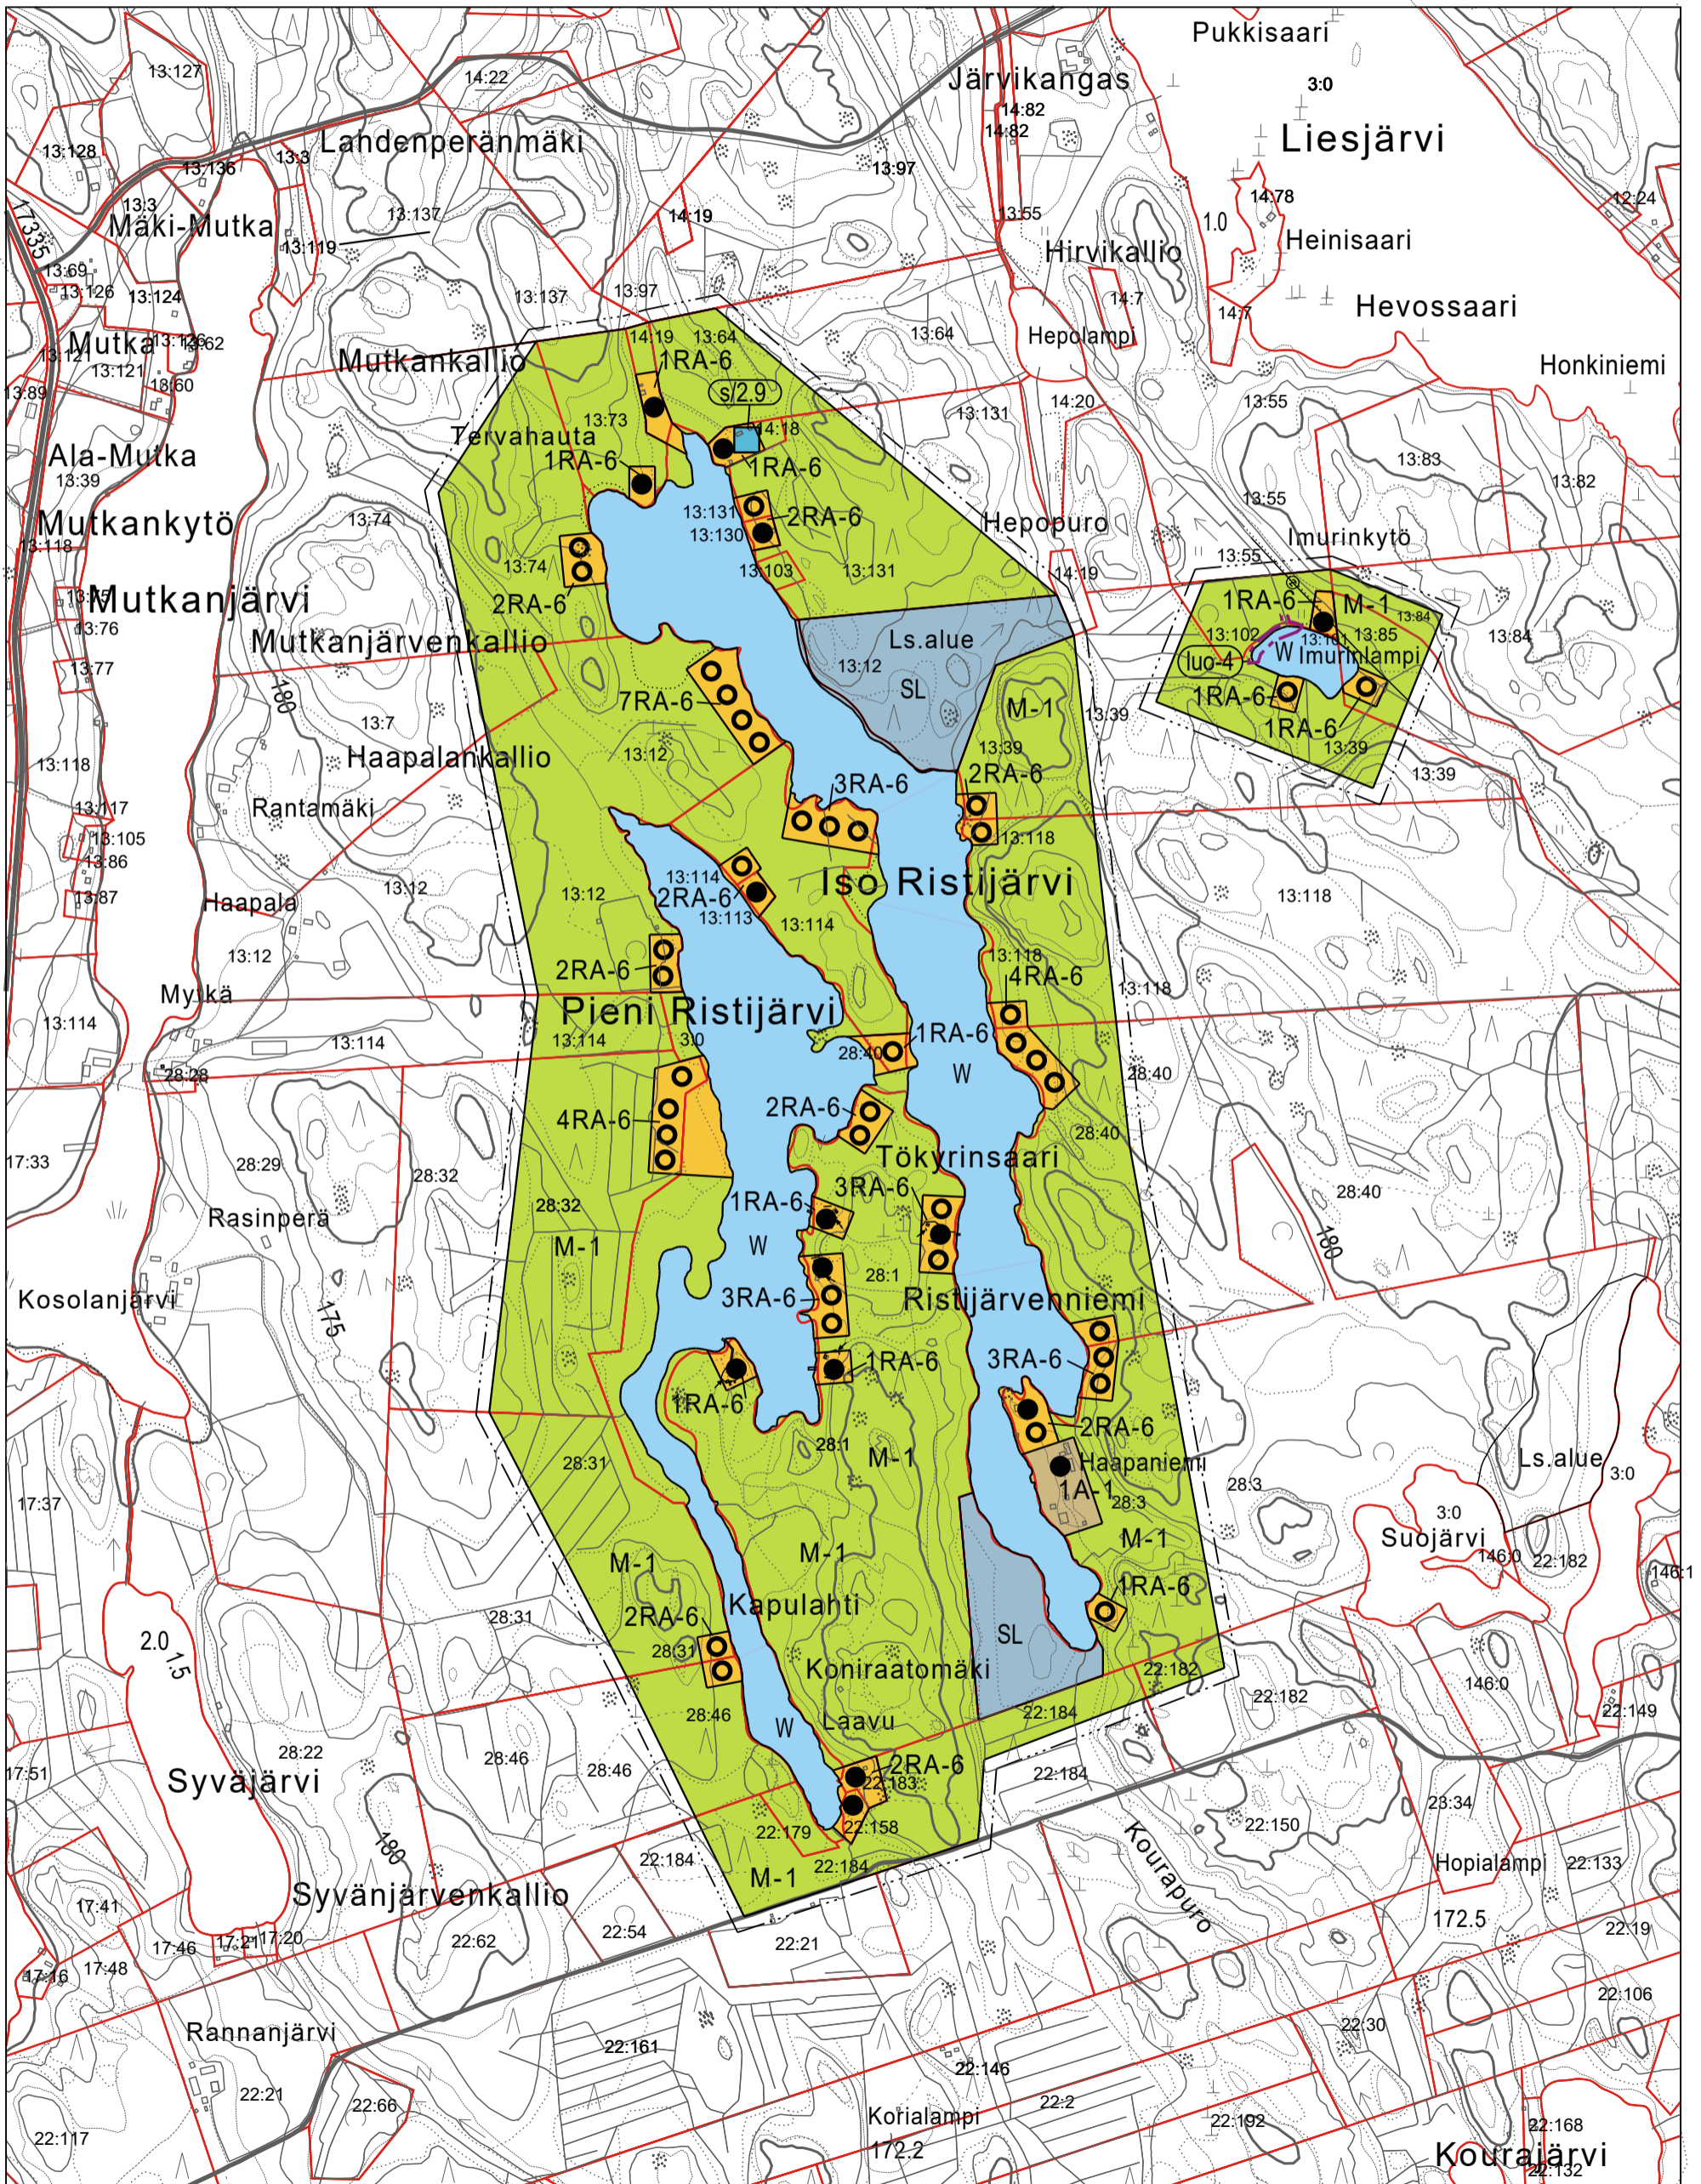 Pukkisaari
13:127
14:22
Järvikangas
3:0
14:82
14:82
Liesjärvi
13:128
13:136
13:3
Lahdenperänmäki
13:97
14:78
12:24
13:3
Mäki-Mutka
13:137
14:19
13:55
1.0
Heinisaari
17335
13:119
Hirvikallio
13:69
13:126
13:124
13:137
13:97
14:7
14:7
Hevossaari
Mutka
13:62
13:121
13:121
13:60
13:89
Mutkankallio
14:19
13:64
13:64
Hepolampi
Honkiniemi
1RA-6
s/2.9
13:73
14:18
13:131
14:20
13:55
Ala-Mutka
13:39
Tervahauta
1RA-6
1RA-6
13:83
13:82
13:55
Mutkankytö
13:118
13:74
13:131
13:130
2RA-6
Hepopuro
Imurinkytö
13:55
13:74
13:103
13:131
14:19
Mutkanjärvi
13:76
2RA-6
1RA-6
M-1
13:84
13:102
13:101
13:85
13:84
Mutkanjärvenkallio
13:77
180
Ls.alue
13:12
SL
luo-4
W
Imurinlampi
7RA-6
M-1
13:39
1RA-6
1RA-6
13:39
13:39
13:7
13:118
Haapalankallio
13:12
13:39
2RA-6
3RA-6
13:117
13:105
13:86
Rantamäki
13:118
13:87
Haapala
13:12
13:12
13:114
2RA-6
13:113
13:114
Iso Ristijärvi
13:118
13:12
2RA-6
13:118
4RA-6
13:118
Mytkä
13:114
Pieni Ristijärvi
13:114
13:114
3:0
28:40
1RA-6
W
28:28
28:40
4RA-6
2RA-6
28:40
17:33
28:29
28:32
Tökyrinsaari
28:40
28:32
1RA-6
3RA-6
Rasinperä
M-1
W
28:1
180
Kosolanjärvi
175
3RA-6
Ristijärvenniemi
1RA-6
3RA-6
1RA-6
2RA-6
28:1
M-1
28:31
Haapaniemi
1A-1
28:3
28:3
Ls.alue
3:0
17:37
3:0
Suojärvi
146:0
22:182
146:1
M-1
M-1
M-1
28:31
2RA-6
Kapulahti
1RA-6
28:31
SL
2.0
1.5
Koniraatomäki
22:182
22:182
146:0
22:149
28:46
W
Laavu
22:184
28:22
28:46
28:46
2RA-6
22:183
22:184
17:51
Syväjärvi
22:179
22:158
23:34
22:150
180
22:184
22:184
M-1
Kourapuro
Hopialampi
22:133
17:41
Syvänjärvenkallio
172.5
22:19
17:46
17:21
17:20
22:62
22:54
22:21
17:16
17:48
22:106
Rannanjärvi
22:161
22:30
22:146
22:21
22:66
22:2
Korialampi
22:192
22:168
22:117
172.2
Kourajärvi
22:132